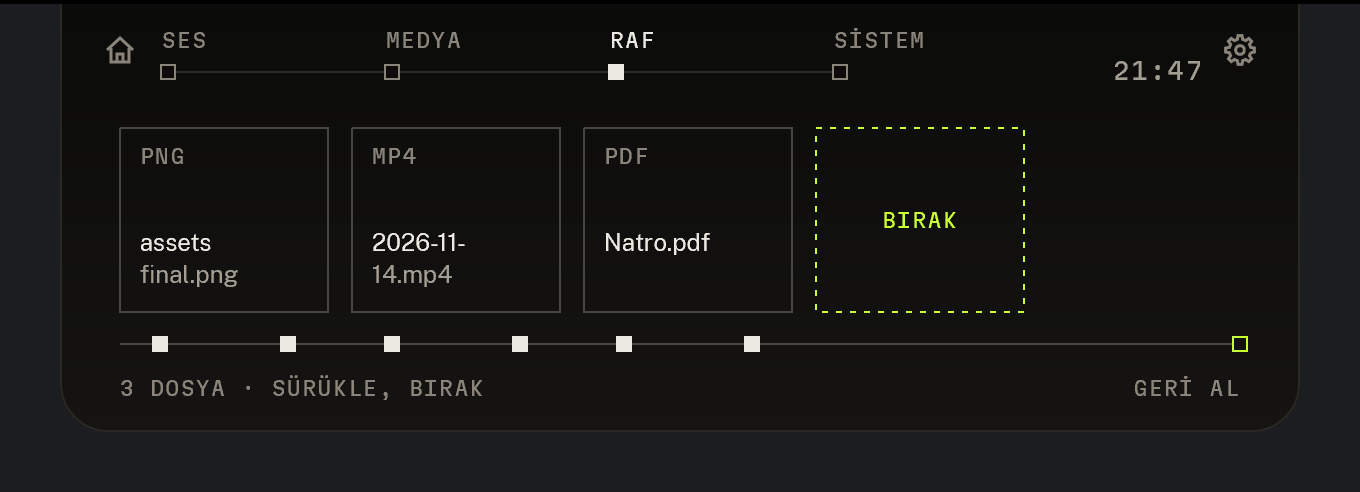 SES MEDYA RAF SİSTEM
21:47
PNG MP4 PDF
BIRAK
assets 2026-11- Natro.pdf
final.png 14.mp4
3 DOSYA · SÜRÜKLE, BIRAK GERİ AL